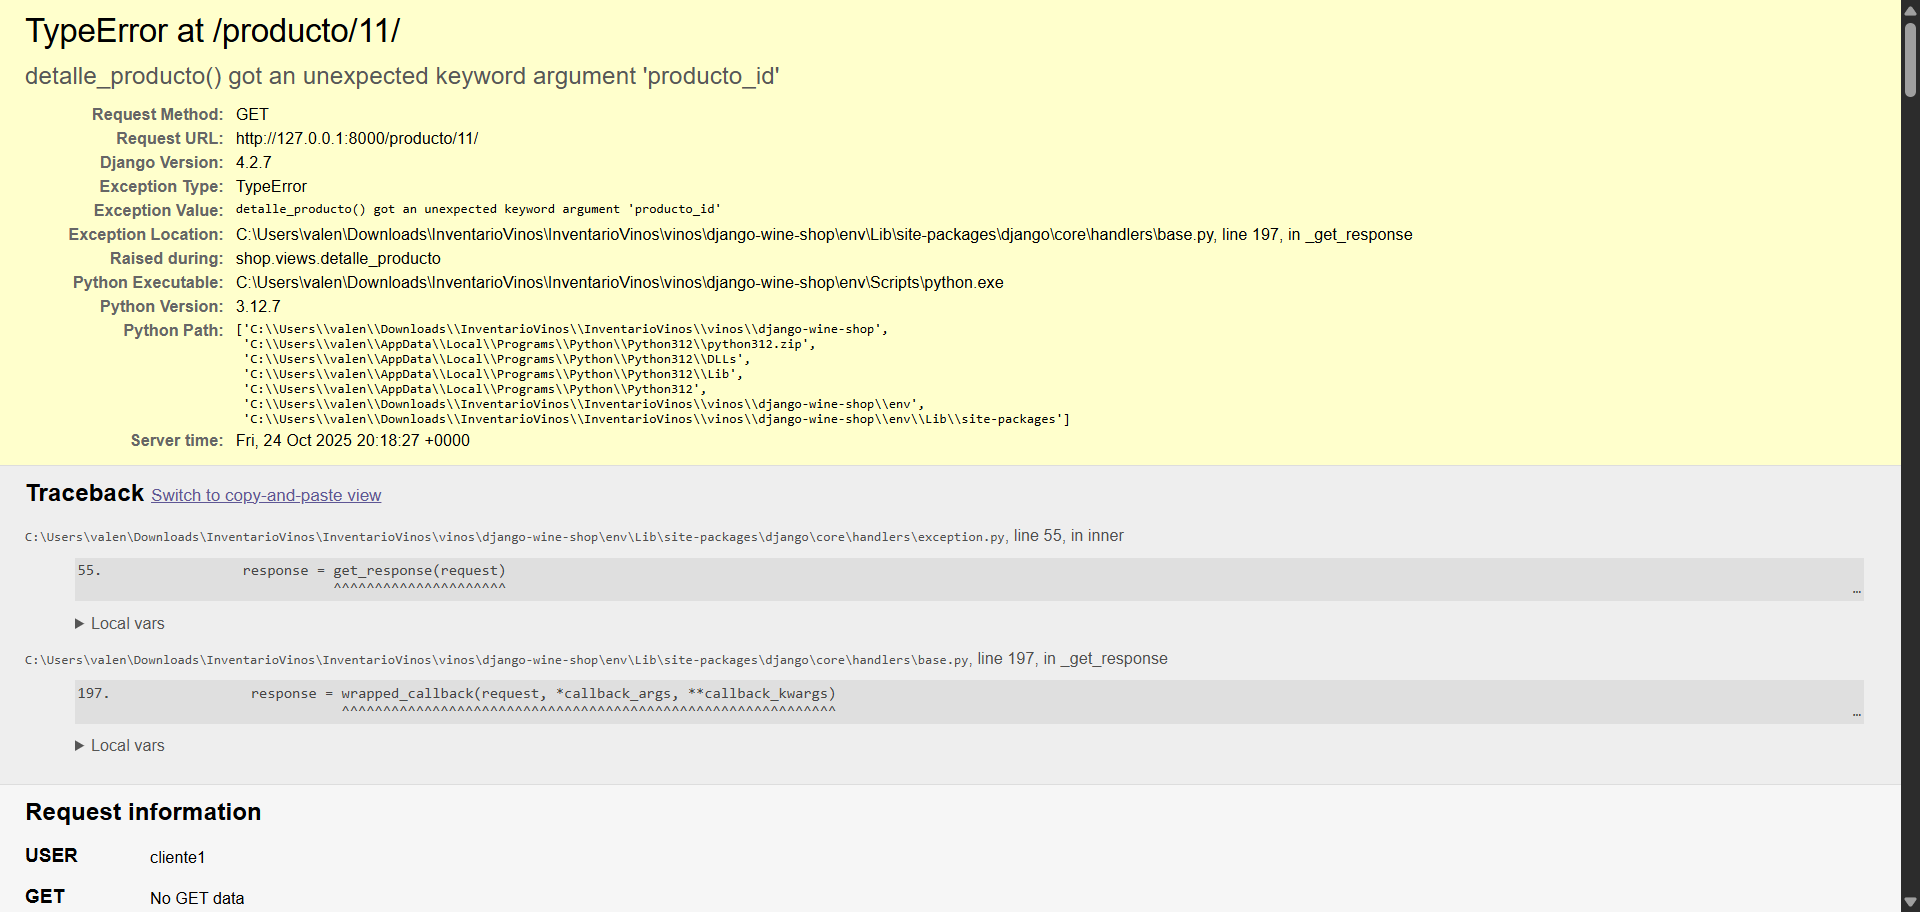 TypeError at /producto/11/
detalle_producto() got an unexpected keyword argument 'producto_id'
Request Method: GET
Request URL: http://127.0.0.1:8000/producto/11/
Django Version: 4.2.7
Exception Type: TypeError
Exception Value: detalle_producto() got an unexpected keyword argument 'producto_id'
Exception Location: C:\Users\valen\Downloads\InventarioVinos\InventarioVinos\vinos\django-wine-shop\env\Lib\site-packages\django\core\handlers\base.py, line 197, in _get_response
Raised during: shop.views.detalle_producto
Python Executable: C:\Users\valen\Downloads\InventarioVinos\InventarioVinos\vinos\django-wine-shop\env\Scripts\python.exe
Python Version: 3.12.7
Python Path: ['C:\\Users\\valen\\Downloads\\InventarioVinos\\InventarioVinos\\vinos\\django-wine-shop',
'C:\\Users\\valen\\AppData\\Local\\Programs\\Python\\Python312\\python312.zip',
'C:\\Users\\valen\\AppData\\Local\\Programs\\Python\\Python312\\DLLs',
'C:\\Users\\valen\\AppData\\Local\\Programs\\Python\\Python312\\Lib',
'C:\\Users\\valen\\AppData\\Local\\Programs\\Python\\Python312',
'C:\\Users\\valen\\Downloads\\InventarioVinos\\InventarioVinos\\vinos\\django-wine-shop\\env',
'C:\\Users\\valen\\Downloads\\InventarioVinos\\InventarioVinos\\vinos\\django-wine-shop\\env\\Lib\\site-packages']
Server time: Fri, 24 Oct 2025 20:18:27 +0000
Traceback Switch to copy-and-paste view
C:\Users\valen\Downloads\InventarioVinos\InventarioVinos\vinos\django-wine-shop\env\Lib\site-packages\django\core\handlers\exception.py, line 55, in inner
55. response = get_response(request)
^^^^^^^^^^^^^^^^^^^^^ …
▶ Local vars
C:\Users\valen\Downloads\InventarioVinos\InventarioVinos\vinos\django-wine-shop\env\Lib\site-packages\django\core\handlers\base.py, line 197, in _get_response
197. response = wrapped_callback(request, *callback_args, **callback_kwargs)
^^^^^^^^^^^^^^^^^^^^^^^^^^^^^^^^^^^^^^^^^^^^^^^^^^^^^^^^^^^^ …
▶ Local vars
Request information
USER cliente1
GET No GET data